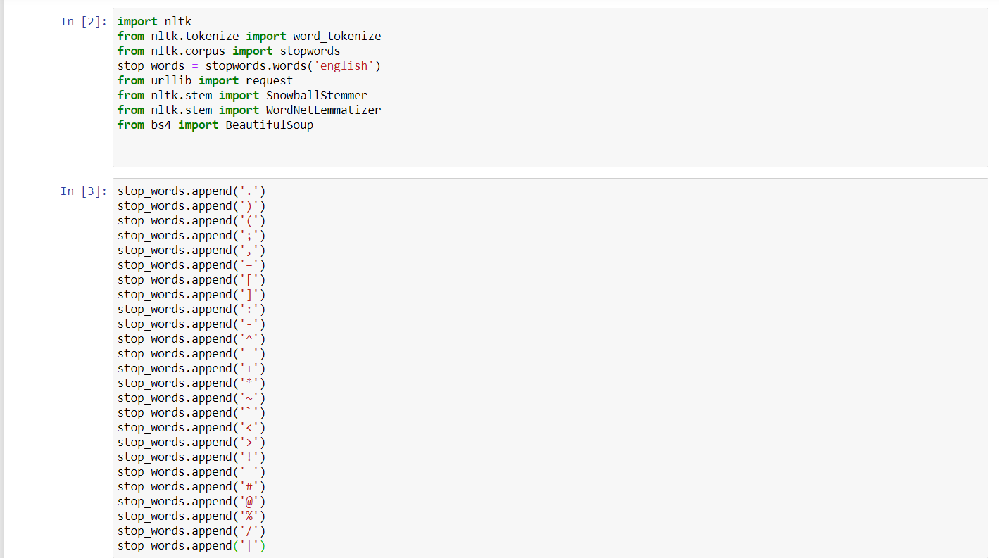 In [2]:
import nltk
from nltk.tokenize import word_tokenize
from nltk.corpus import stopwords
stop_words = stopwords.words('english')
from urllib import request
from nltk.stem import SnowballStemmer
from nltk.stem import WordNetLemmatizer
from bs4 import BeautifulSoup
In [3]:
stop_words.append('.')
stop_words.append(')')
stop_words.append('(')
stop_words.append(';')
stop_words.append(',')
stop_words.append('–')
stop_words.append('[')
stop_words.append(']')
stop_words.append(':')
stop_words.append('-')
stop_words.append('^')
stop_words.append('=')
stop_words.append('+')
stop_words.append('*')
stop_words.append('~')
stop_words.append('`')
stop_words.append('<')
stop_words.append('>')
stop_words.append('!')
stop_words.append('_')
stop_words.append('#')
stop_words.append('@')
stop_words.append('%')
stop_words.append('/')
stop_words.append('|')